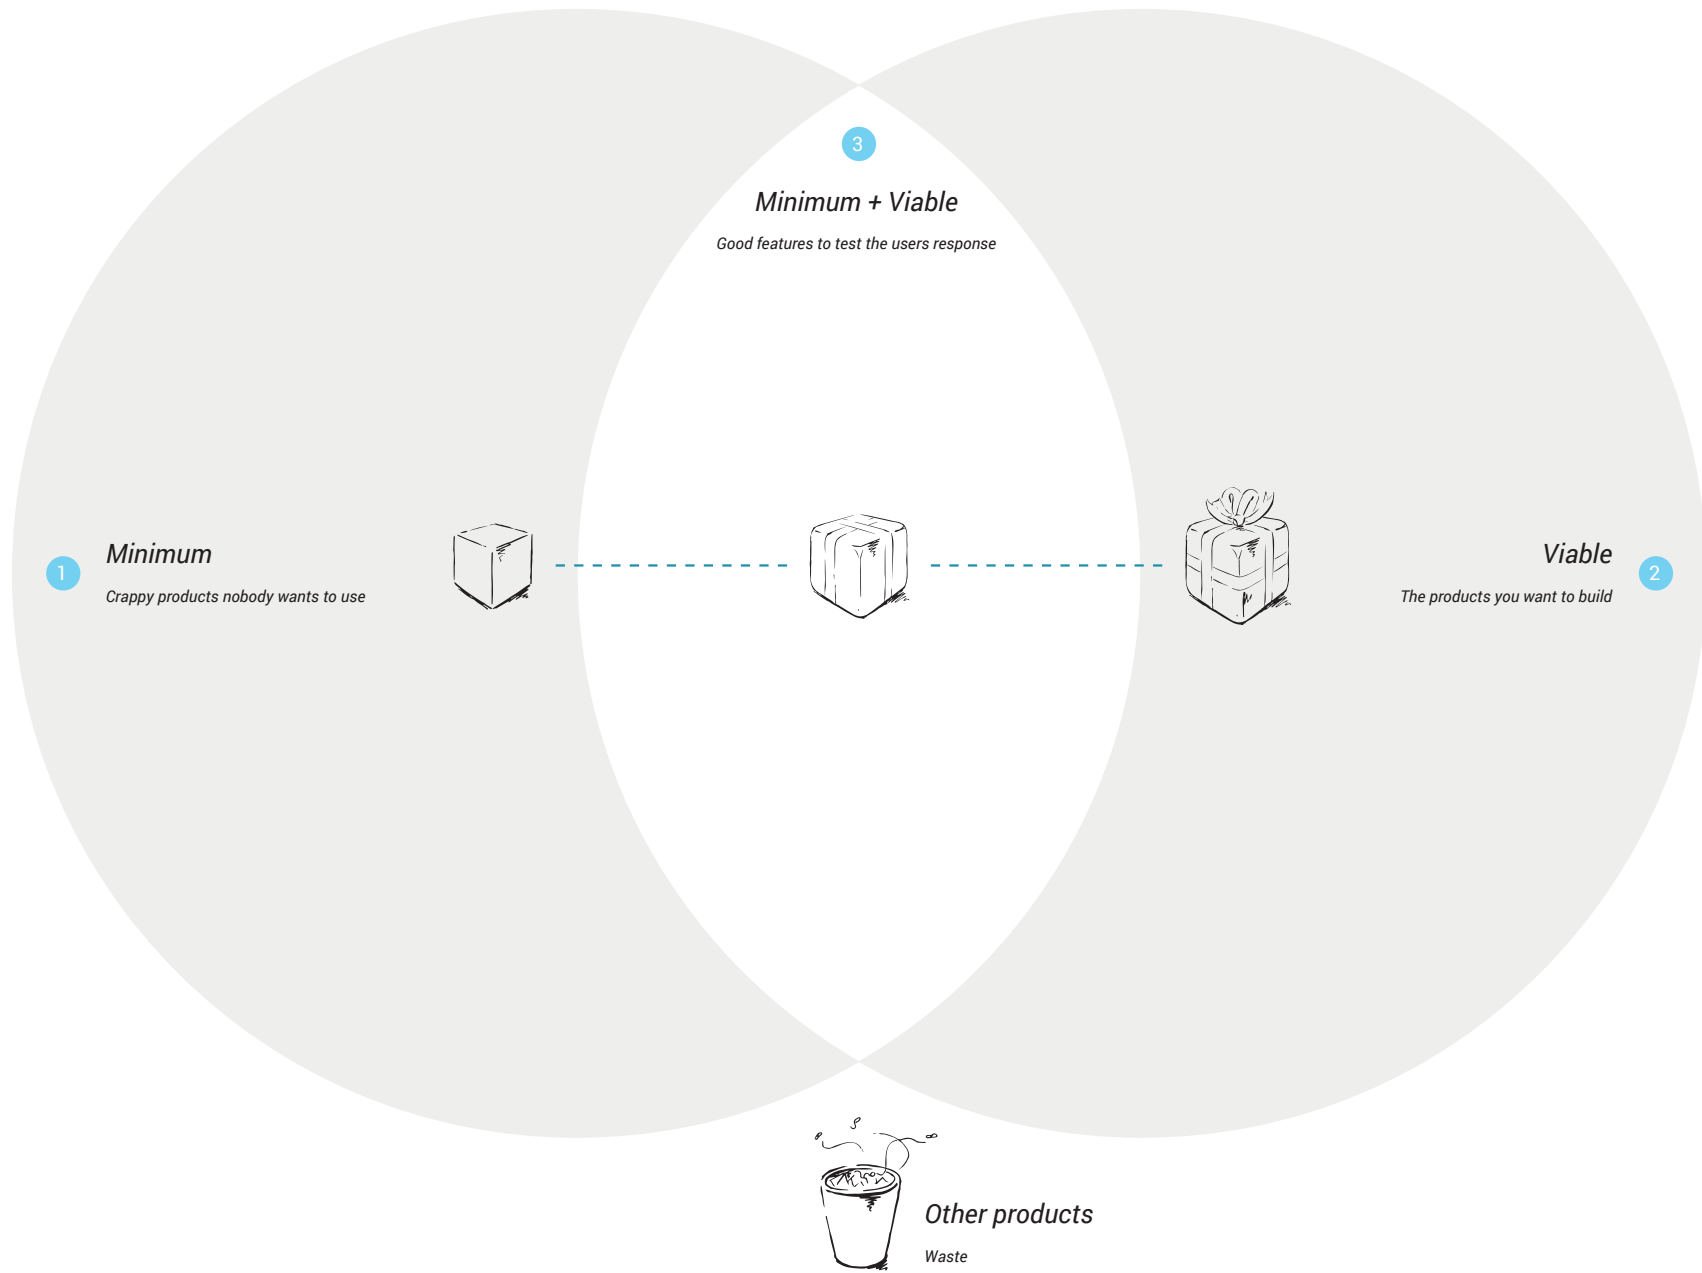 3
Minimum + Viable
Good features to test the users response
1
Minimum
Crappy products nobody wants to use
Viable
2
The products you want to build
Other products
Waste